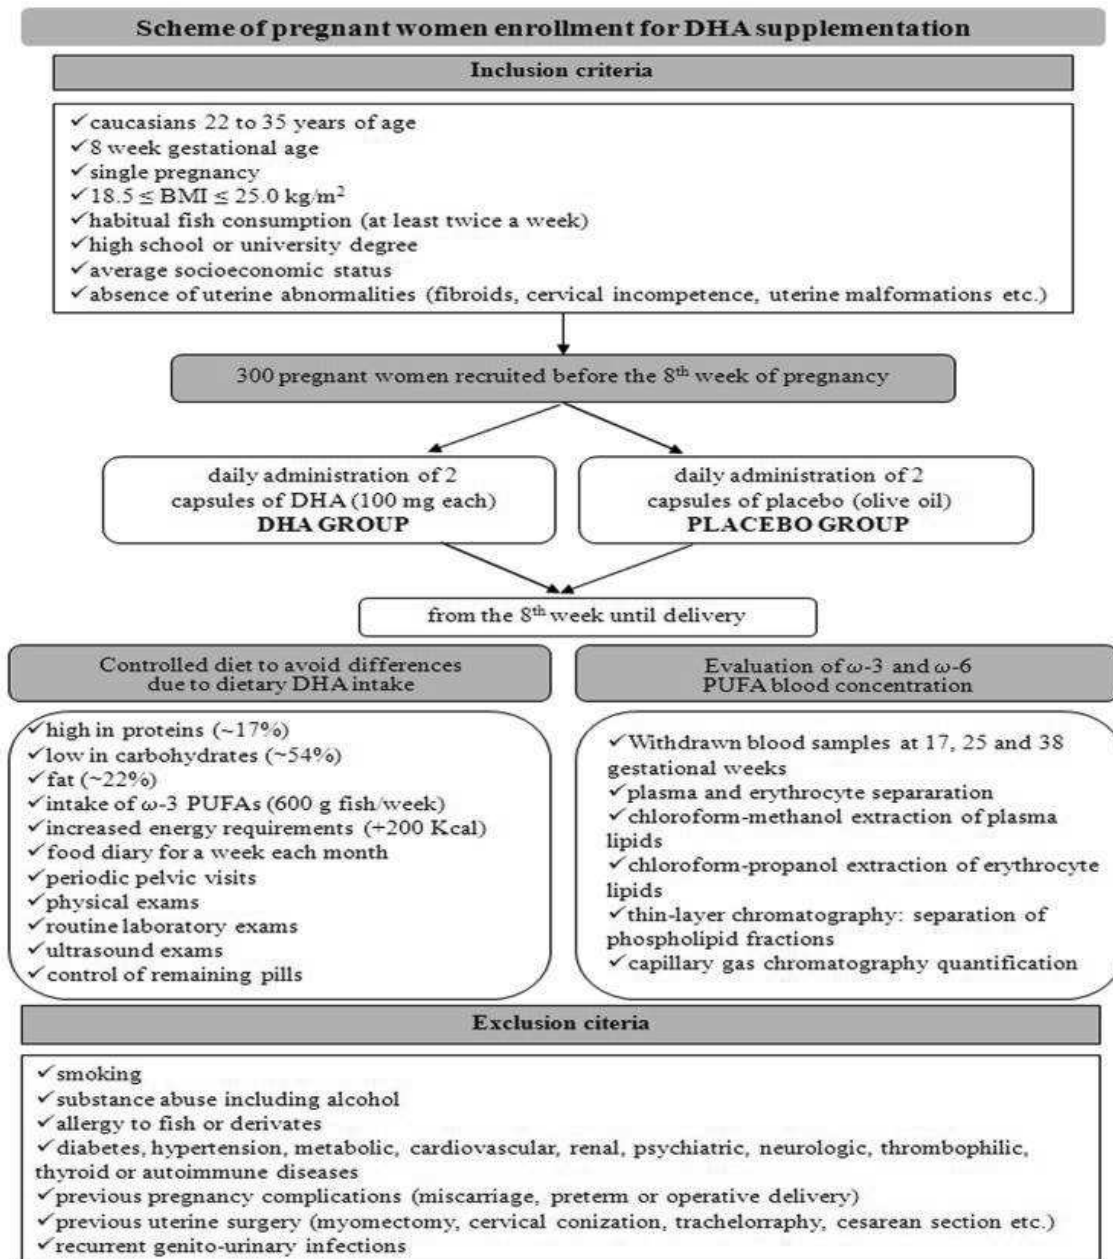 Scheme of pregnant women enrollment for DHA supplementation
Inclusion criteria
✓caucasians 22 to 35 years of age
✓8 week gestational age
✓single pregnancy
✓18.5 ≤ BMI ≤ 25.0 kg/m²
✓habitual fish consumption (at least twice a week)
✓high school or university degree
✓average socioeconomic status
✓absence of uterine abnormalities (fibroids, cervical incompetence, uterine malformations etc.)
300 pregnant women recruited before the 8th week of pregnancy
daily administration of 2
capsules of DHA (100 mg each)
DHA GROUP
daily administration of 2
capsules of placebo (olive oil)
PLACEBO GROUP
from the 8th week until delivery
Controlled diet to avoid differences
due to dietary DHA intake
✓high in proteins (~17%)
✓low in carbohydrates (~54%)
✓fat (~22%)
✓intake of ω-3 PUFAs (600 g fish/week)
✓increased energy requirements (+200 Kcal)
✓food diary for a week each month
✓periodic pelvic visits
✓physical exams
✓routine laboratory exams
✓ultrasound exams
✓control of remaining pills
Evaluation of ω-3 and ω-6
PUFA blood concentration
✓Withdrawn blood samples at 17, 25 and 38
gestational weeks
✓plasma and erythrocyte separaration
✓chloroform-methanol extraction of plasma
lipids
✓chloroform-propanol extraction of erythrocyte
lipids
✓thin-layer chromatography: separation of
phospholipid fractions
✓capillary gas chromatography quantification
Exclusion citeria
✓smoking
✓substance abuse including alcohol
✓allergy to fish or derivates
✓diabetes, hypertension, metabolic, cardiovascular, renal, psychiatric, neurologic, thrombophilic,
thyroid or autoimmune diseases
✓previous pregnancy complications (miscarriage, preterm or operative delivery)
✓previous uterine surgery (myomectomy, cervical conization, trachelorraphy, cesarean section etc.)
✓recurrent genito-urinary infections